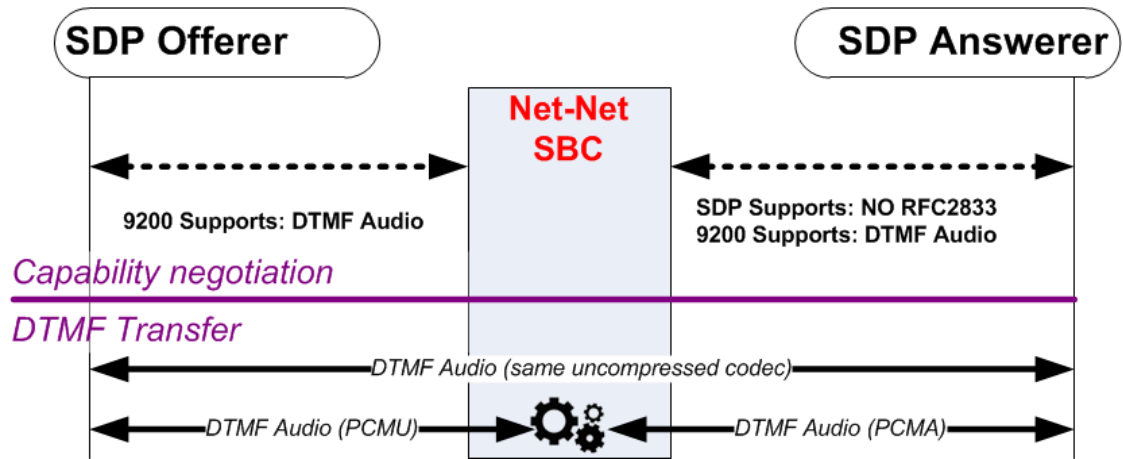 SDP Offerer
SDP Answerer
Net-Net
SBC
9200 Supports: DTMF Audio
SDP Supports: NO RFC2833
9200 Supports: DTMF Audio
Capability negotiation
DTMF Transfer
DTMF Audio (same uncompressed codec)
DTMF Audio (PCMU)
DTMF Audio (PCMA)